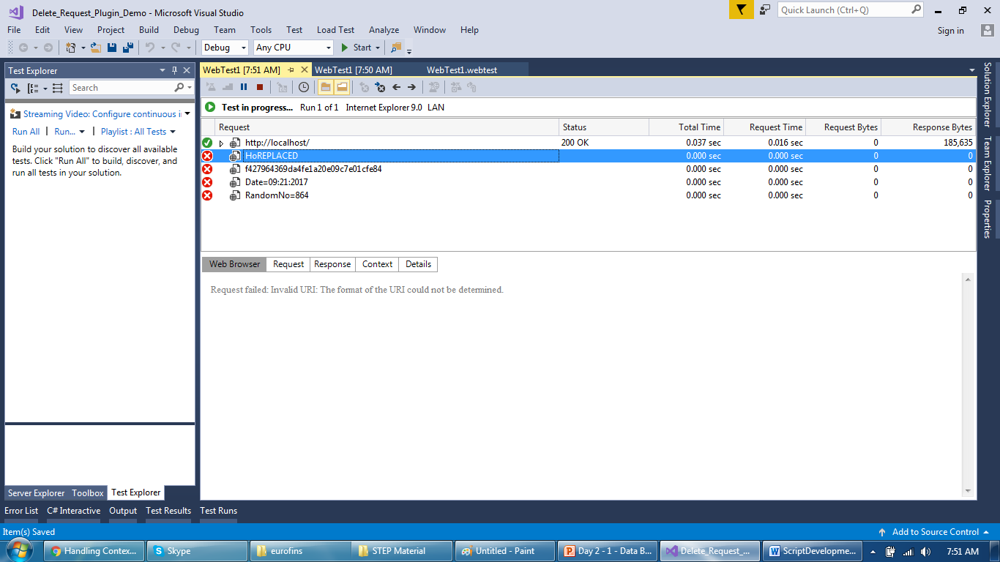 Delete_Request_Plugin_Demo - Microsoft Visual Studio
Quick Launch (Ctrl+Q)
File Edit View Project Build Debug Team Tools Test Load Test Analyze Window Help
Sign in
Debug Any CPU Start
Test Explorer
Search
Streaming Video: Configure continuous i
Run All | Run... | Playlist : All Tests
Build your solution to discover all available
tests. Click "Run All" to build, discover, and
run all tests in your solution.
Server Explorer Toolbox Test Explorer
WebTest1 [7:51 AM] WebTest1 [7:50 AM] WebTest1.webtest
Test in progress... Run 1 of 1 Internet Explorer 9.0 LAN
Request Status Total Time Request Time Request Bytes Response Bytes
http://localhost/ 200 OK 0.037 sec 0.016 sec 0 185,635
HoREPLACED 0.000 sec 0.000 sec 0 0
f427964369da4fe1a20e09c7e01cfe84 0.000 sec 0.000 sec 0 0
Date=09:21:2017 0.000 sec 0.000 sec 0 0
RandomNo=864 0.000 sec 0.000 sec 0 0
Web Browser Request Response Context Details
Request failed: Invalid URI: The format of the URI could not be determined.
Solution Explorer
Team Explorer
Properties
Error List C# Interactive Output Test Results Test Runs
Item(s) Saved
Add to Source Control
Handling Contex... Skype eurofins STEP Material Untitled - Paint Day 2 - 1 - Data B... Delete_Request_... ScriptDevelopme... 7:51 AM